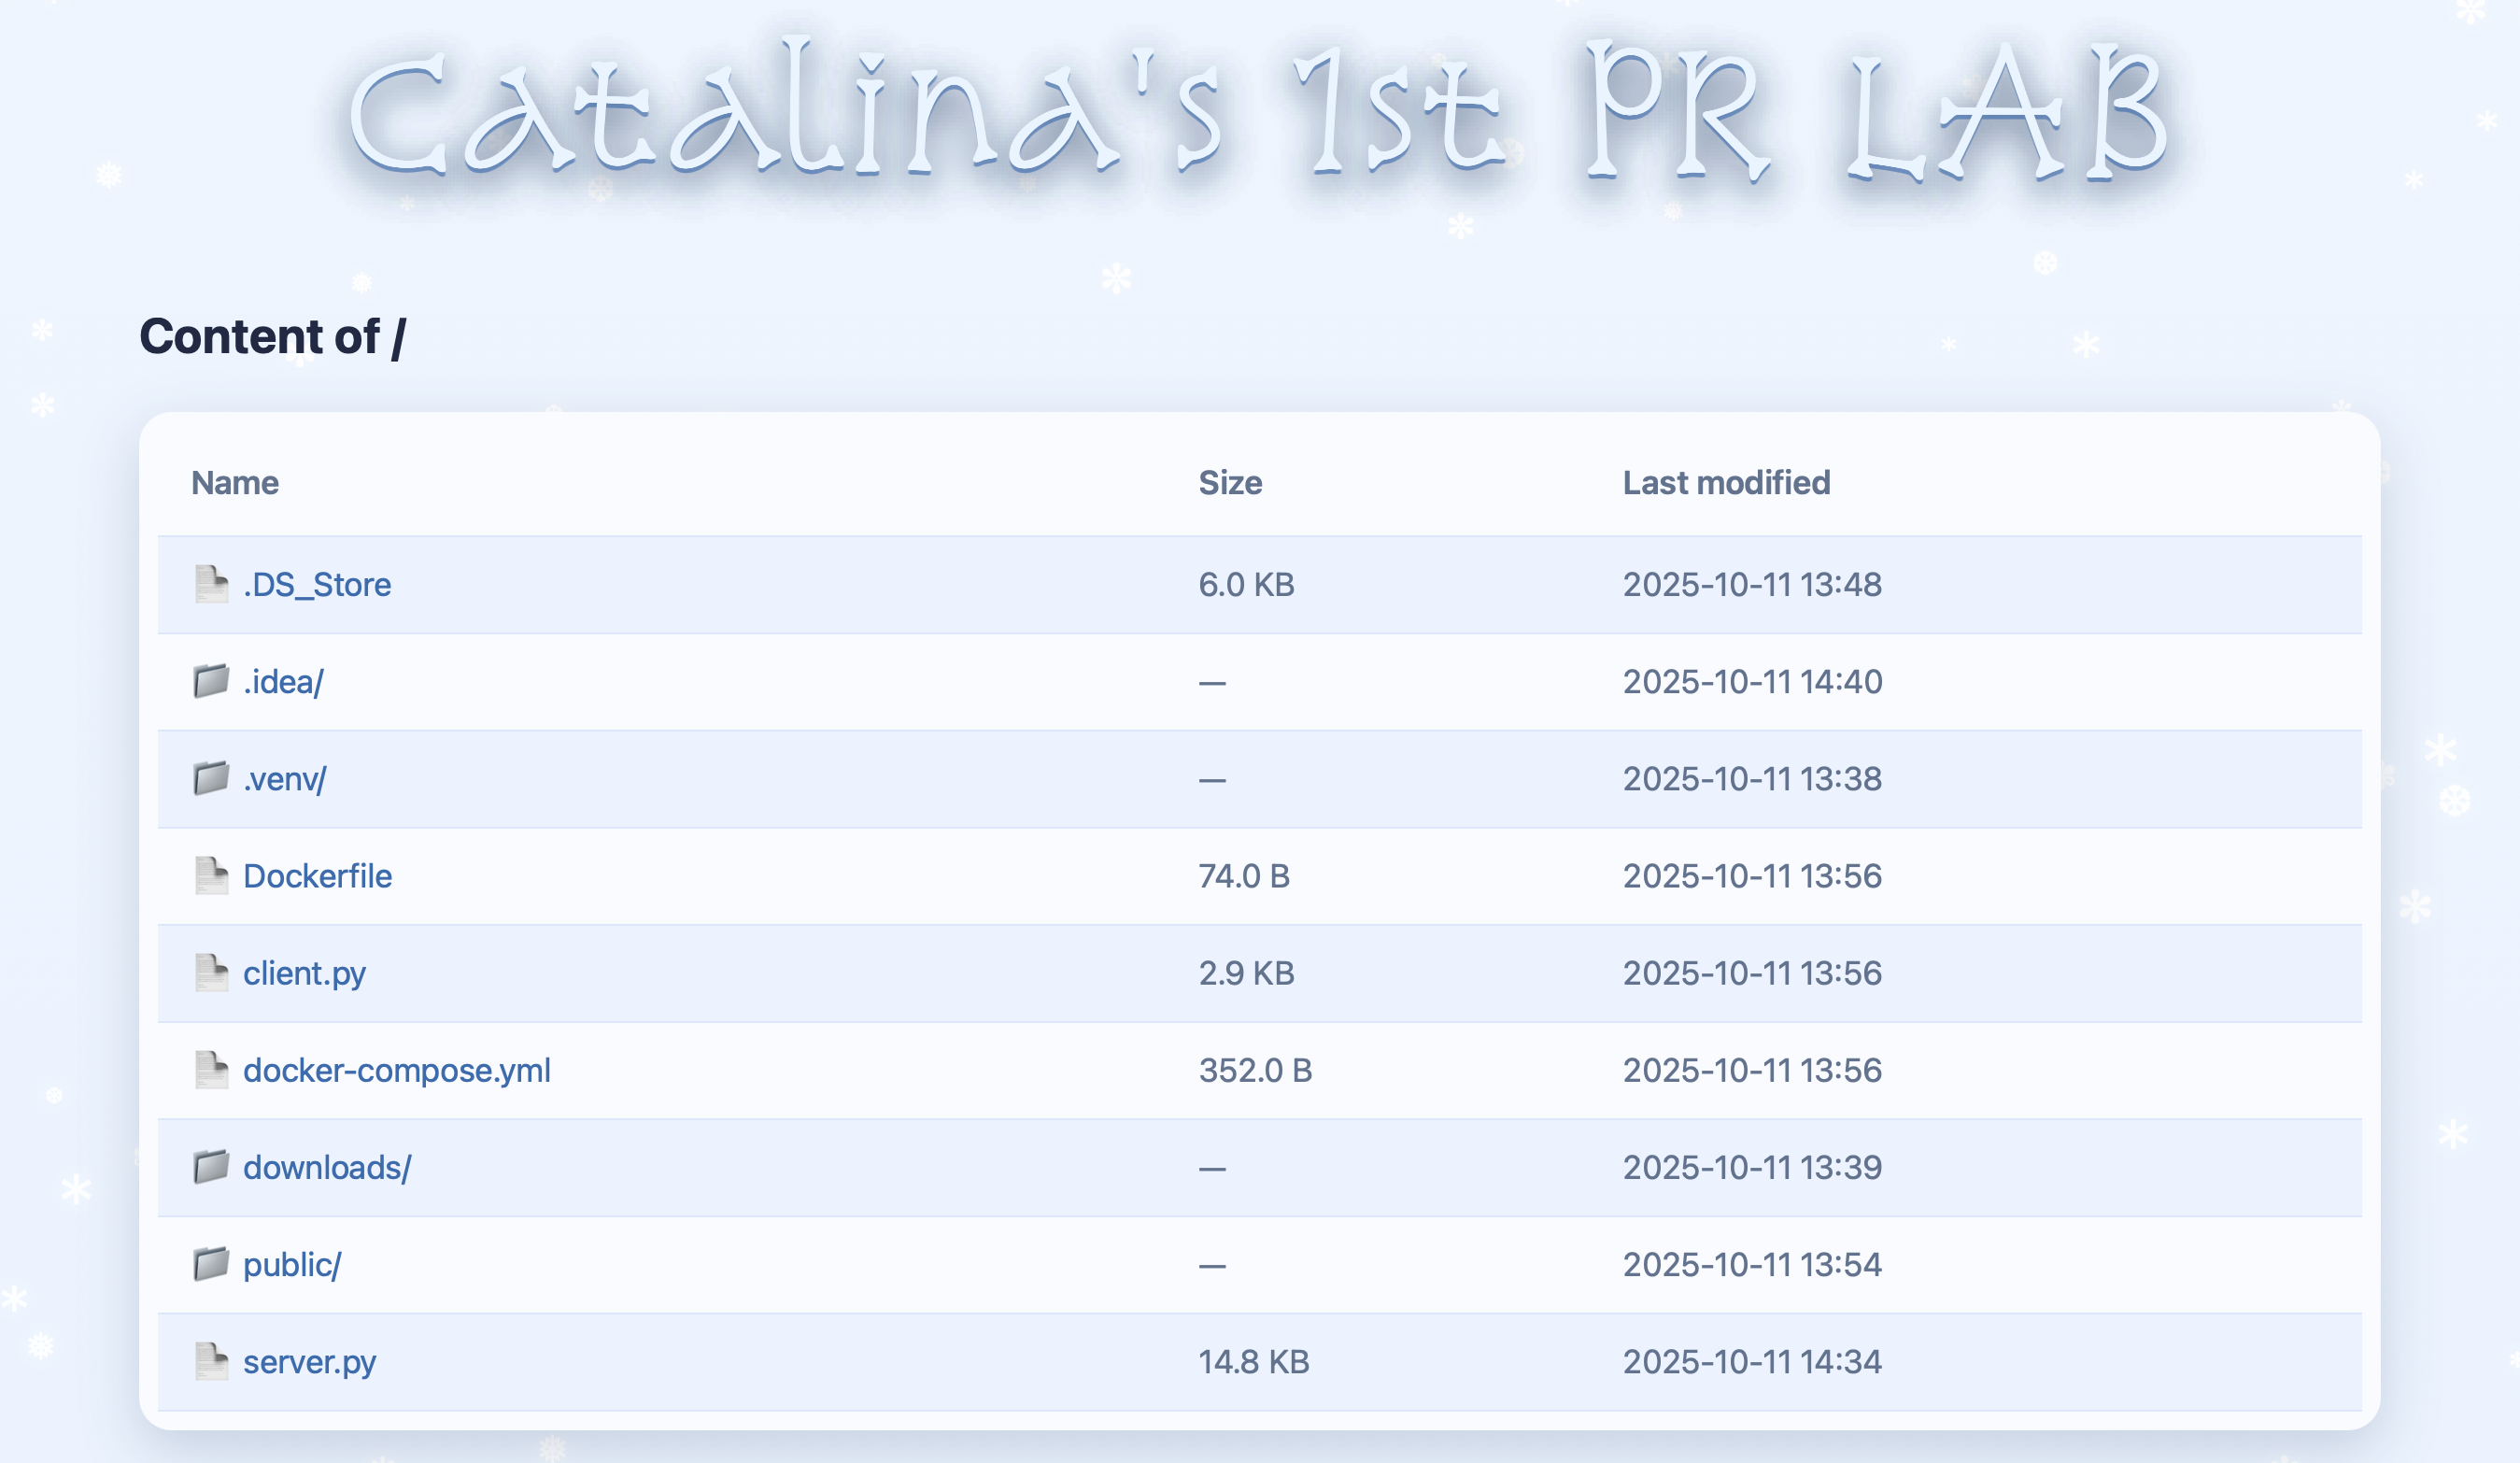 Catalina's 1st PR LAB
Content of /
Name Size Last modified
.DS_Store 6.0 KB 2025-10-11 13:48
.idea/ — 2025-10-11 14:40
.venv/ — 2025-10-11 13:38
Dockerfile 74.0 B 2025-10-11 13:56
client.py 2.9 KB 2025-10-11 13:56
docker-compose.yml 352.0 B 2025-10-11 13:56
downloads/ — 2025-10-11 13:39
public/ — 2025-10-11 13:54
server.py 14.8 KB 2025-10-11 14:34